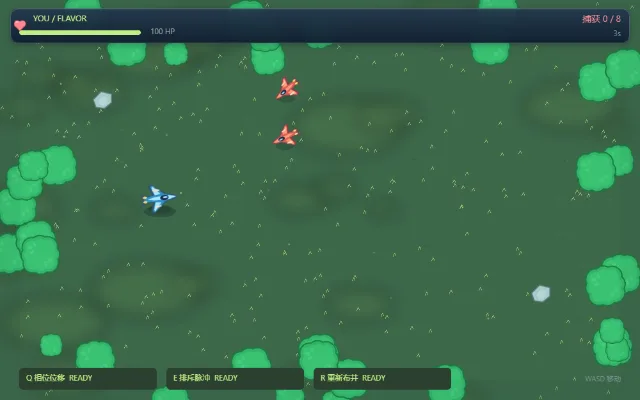 YOU / FLAVOR
100 HP
捕获 0 / 8
3s
Q 相位位移 READY
E 排斥脉冲 READY
R 重新布井 READY
WASD 移动